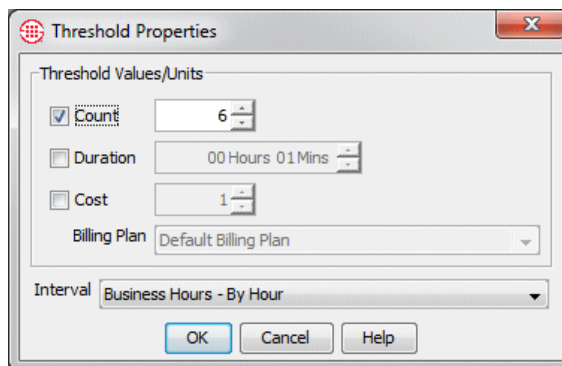 Threshold Properties
Threshold Values/Units
Count 6
Duration 00 Hours 01 Mins
Cost 1
Billing Plan Default Billing Plan
Interval Business Hours - By Hour
OK Cancel Help